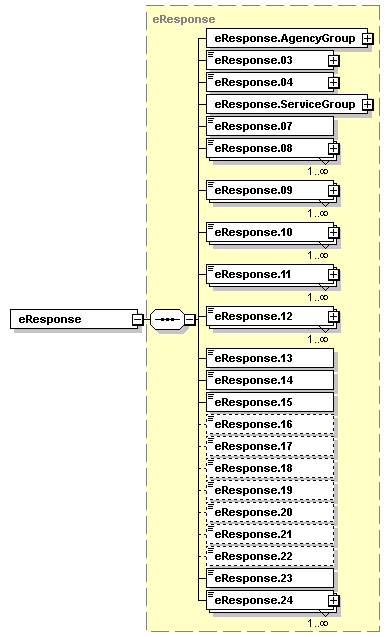 eResponse
eResponse.AgencyGroup
eResponse.03
eResponse.04
eResponse.ServiceGroup
eResponse.07
eResponse.08
1..∞
eResponse.09
1..∞
eResponse.10
1..∞
eResponse.11
1..∞
eResponse
eResponse.12
1..∞
eResponse.13
eResponse.14
eResponse.15
eResponse.16
eResponse.17
eResponse.18
eResponse.19
eResponse.20
eResponse.21
eResponse.22
eResponse.23
eResponse.24
1..∞